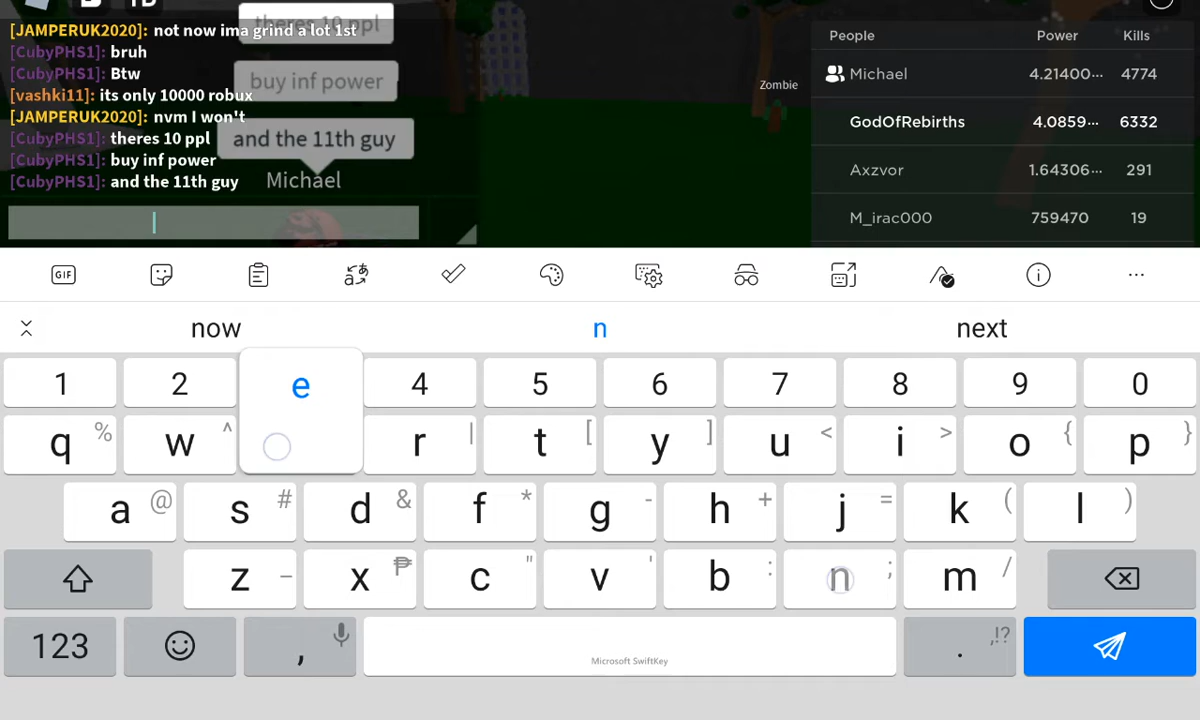 [JAMPERUK2020]: not now ima grind a lot 1st
[CubyPHS1]: bruh
[CubyPHS1]: Btw
[vashki11]: its only 10000 robux
[JAMPERUK2020]: nvm I won't
[CubyPHS1]: theres 10 ppl
[CubyPHS1]: buy inf power
[CubyPHS1]: and the 11th guy
theres 10 ppl
buy inf power
and the 11th guy
Michael
Zombie
People Power Kills
Michael 4.21400... 4774
GodOfRebirths 4.0859... 6332
Axzvor 1.64306... 291
M_irac000 759470 19
GIF
now n next
1 2 e 4 5 6 7 8 9 0
q % w ^ r | t [ y ] u < i > o { p }
a @ s # d & f * g - h + j = k ( l )
z _ x ₱ c " v ' b : n ; m /
123 , . ,!?
Microsoft SwiftKey